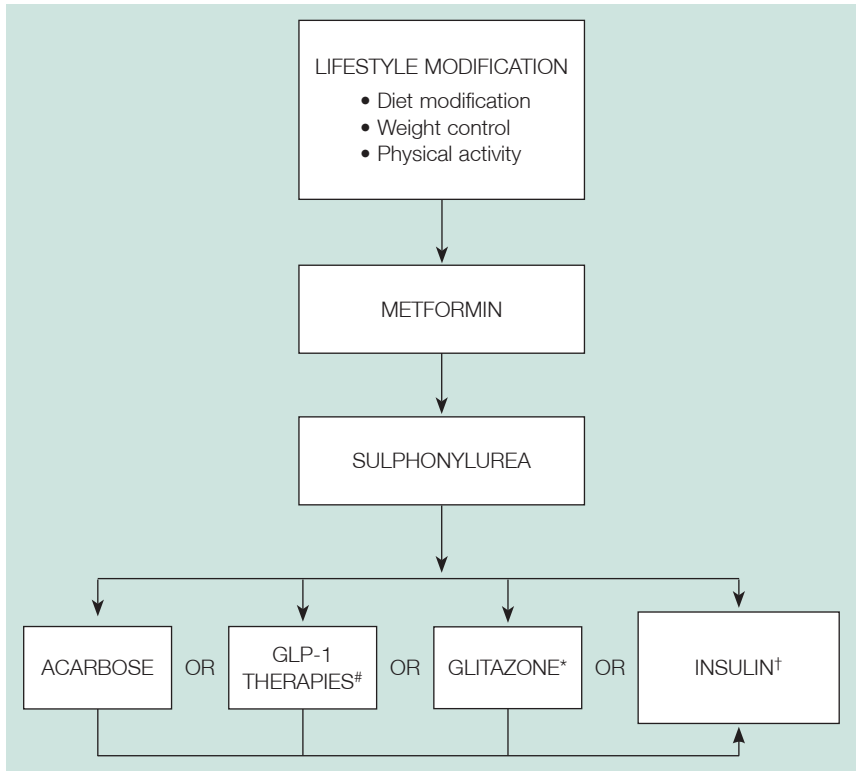 LIFESTYLE MODIFICATION
• Diet modification
• Weight control
• Physical activity
METFORMIN
SULPHONYLUREA
ACARBOSE
OR
GLP-1
THERAPIES#
OR
GLITAZONE*
OR
INSULIN†